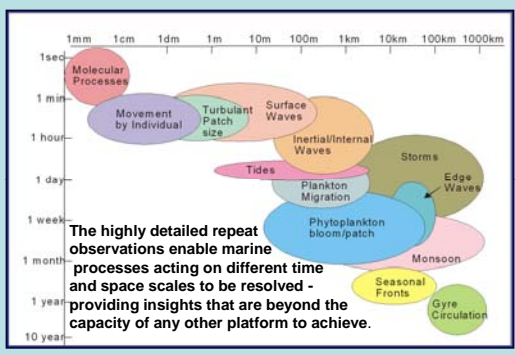 1mm 1cm 1dm 1m 10m 100m 1km 10km 100km 1000km
1sec
Molecular
Processes
1 min
Movement
by Individual
Turbulant
Patch
size
Surface
Waves
1 hour
Inertial/Internal
Waves
Storms
Tides
1 day
Plankton
Migration
Edge
Waves
1 week
Phytoplankton
bloom/patch
The highly detailed repeat
observations enable marine
processes acting on different time
and space scales to be resolved -
providing insights that are beyond the
capacity of any other platform to achieve.
1 month
Monsoon
Seasonal
Fronts
1 year
Gyre
Circulation
10 year